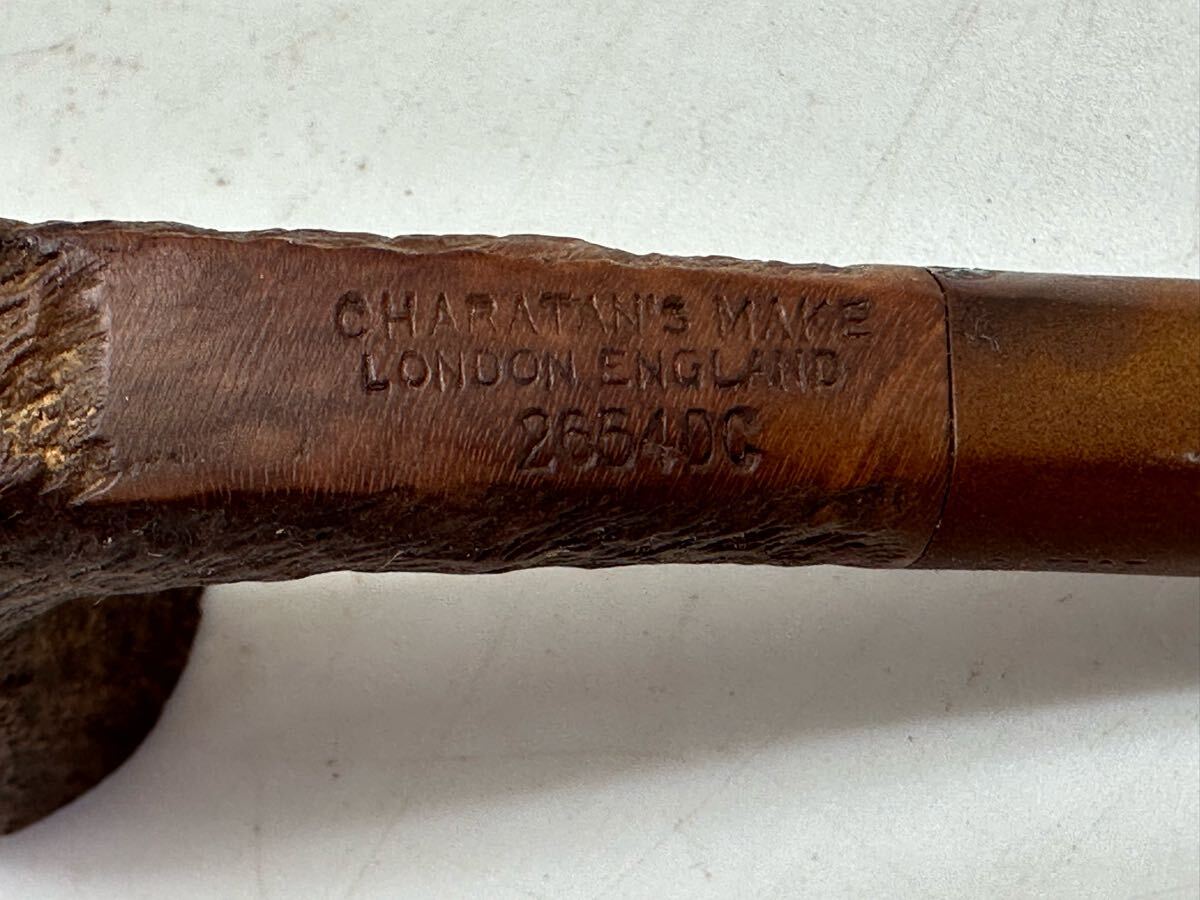 CHARATAN'S MAKE
LONDON, ENGLAND
2654DC